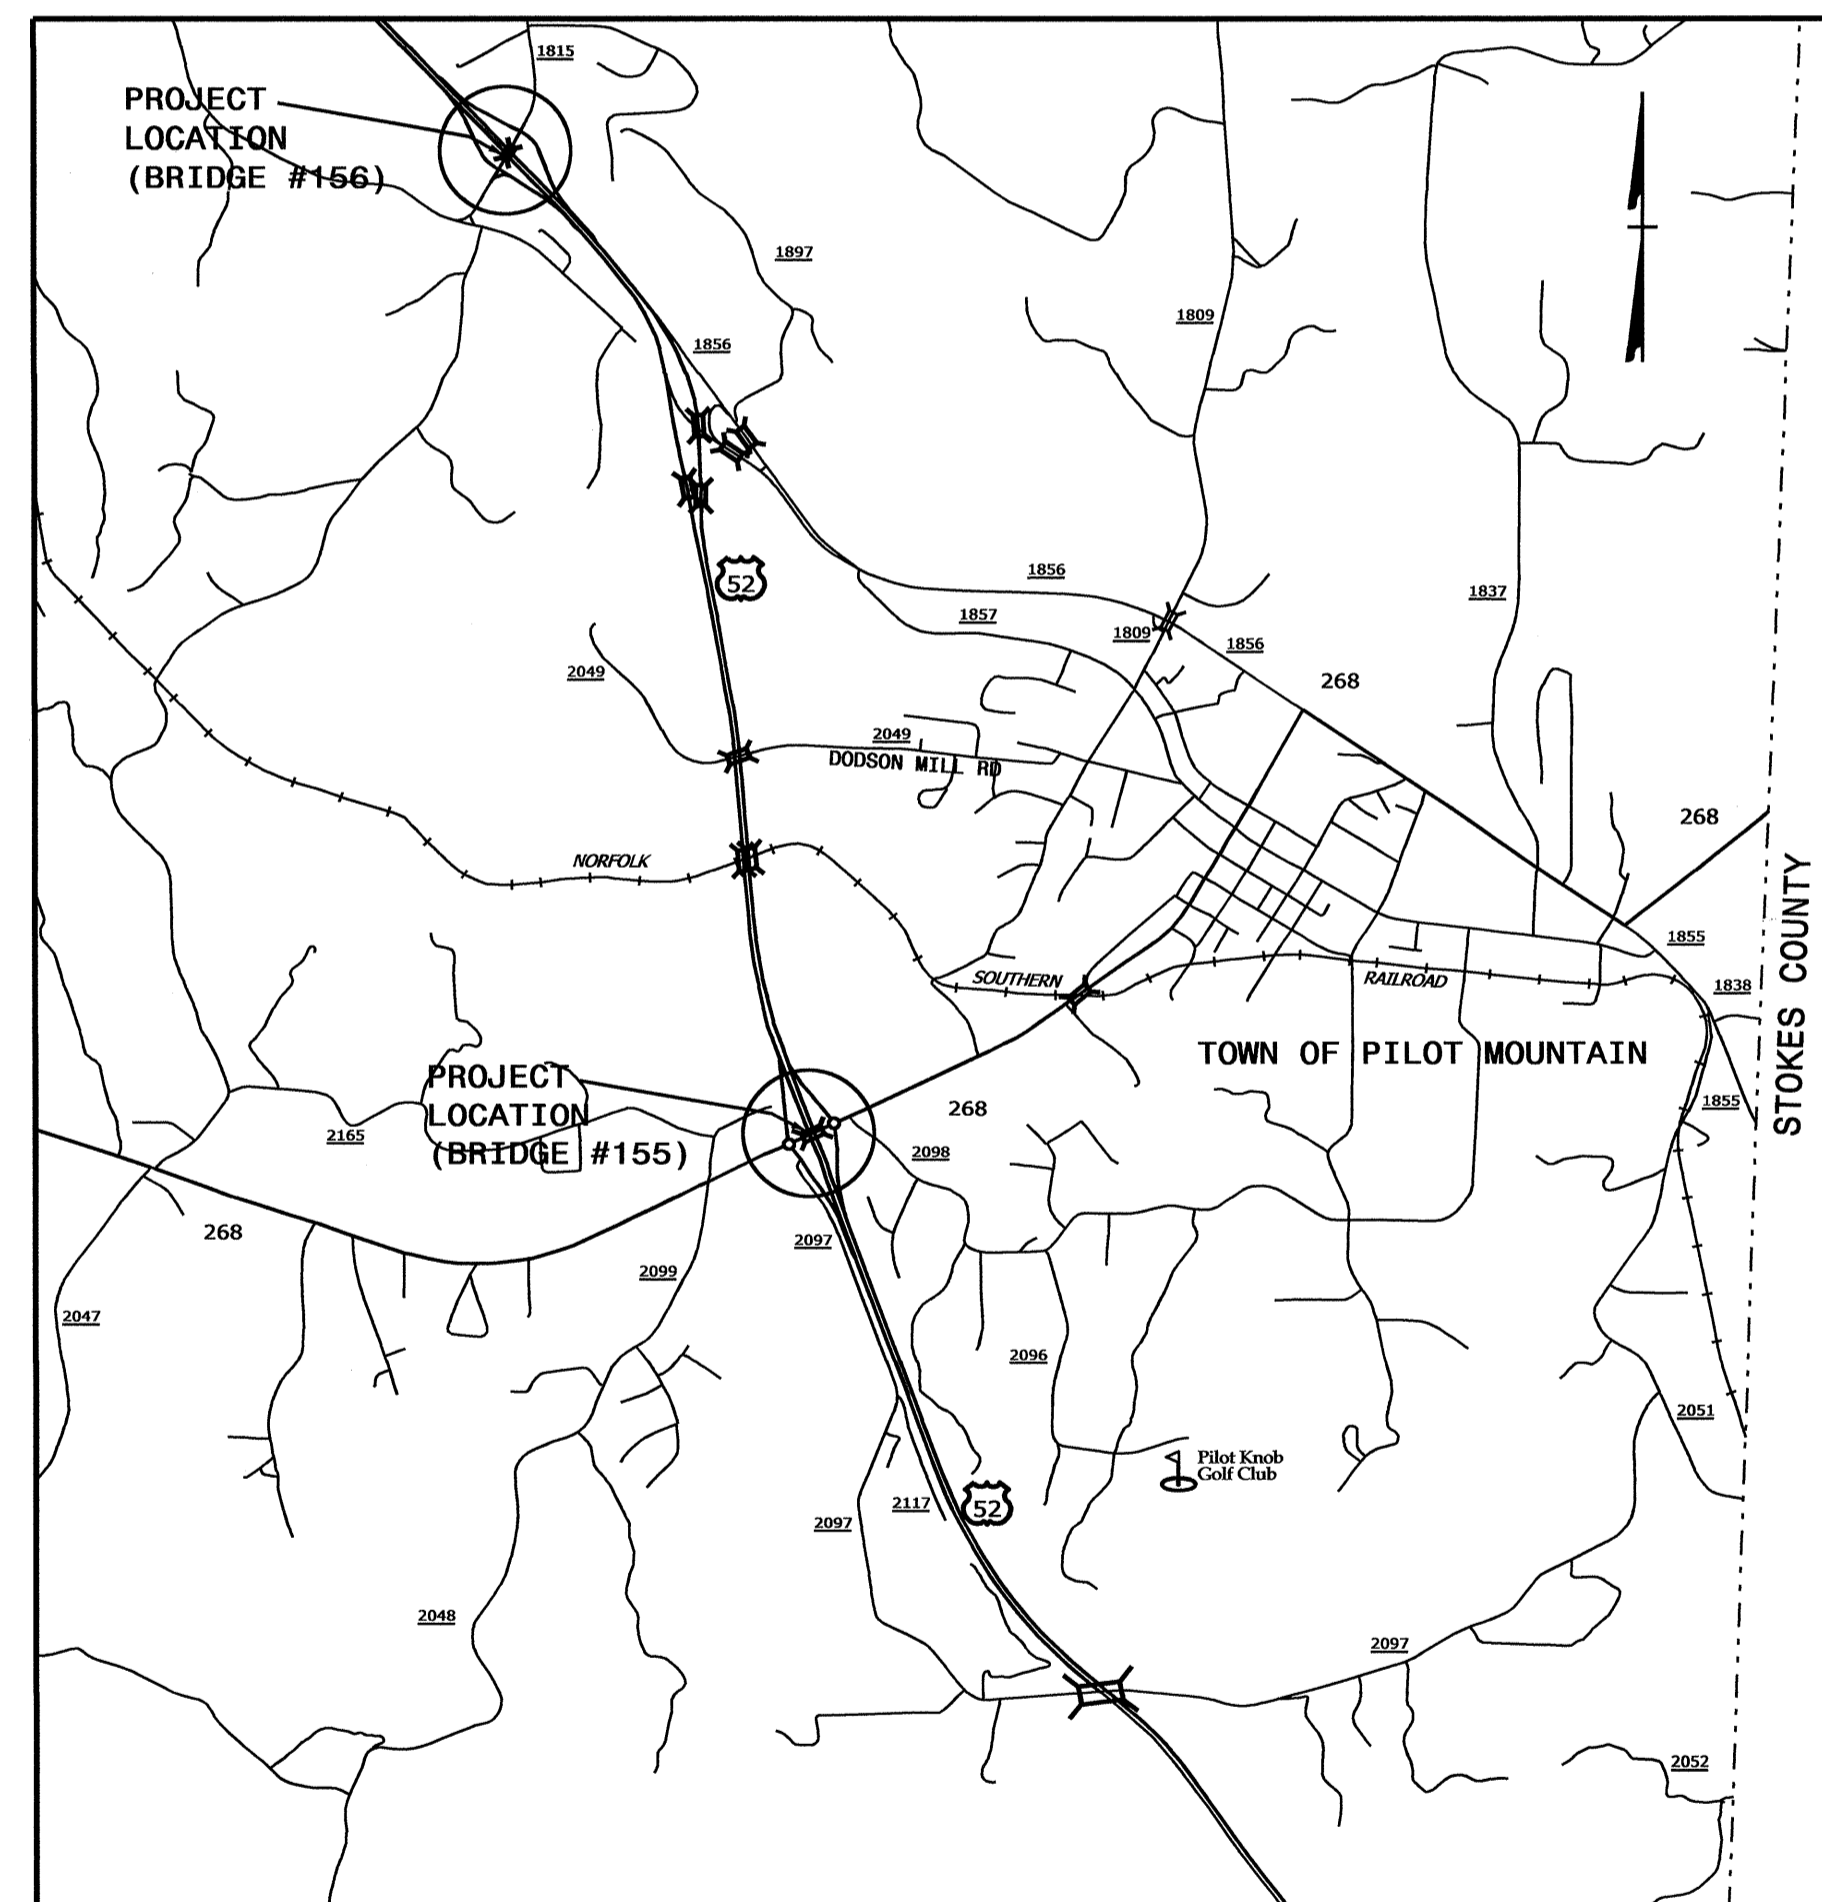 1815
PROJECT
LOCATION
(BRIDGE #156)
1897
1809
1856
52
1856
1837
1857
1809
1856
2049
268
2049
DODSON MILL RD
268
NORFOLK
STOKES COUNTY
1855
SOUTHERN
RAILROAD
1838
TOWN OF PILOT MOUNTAIN
PROJECT
LOCATION
(BRIDGE #155)
268
1855
2165
2098
268
2097
2099
2047
2096
2051
Pilot Knob
Golf Club
2117
52
2097
2048
2097
2052